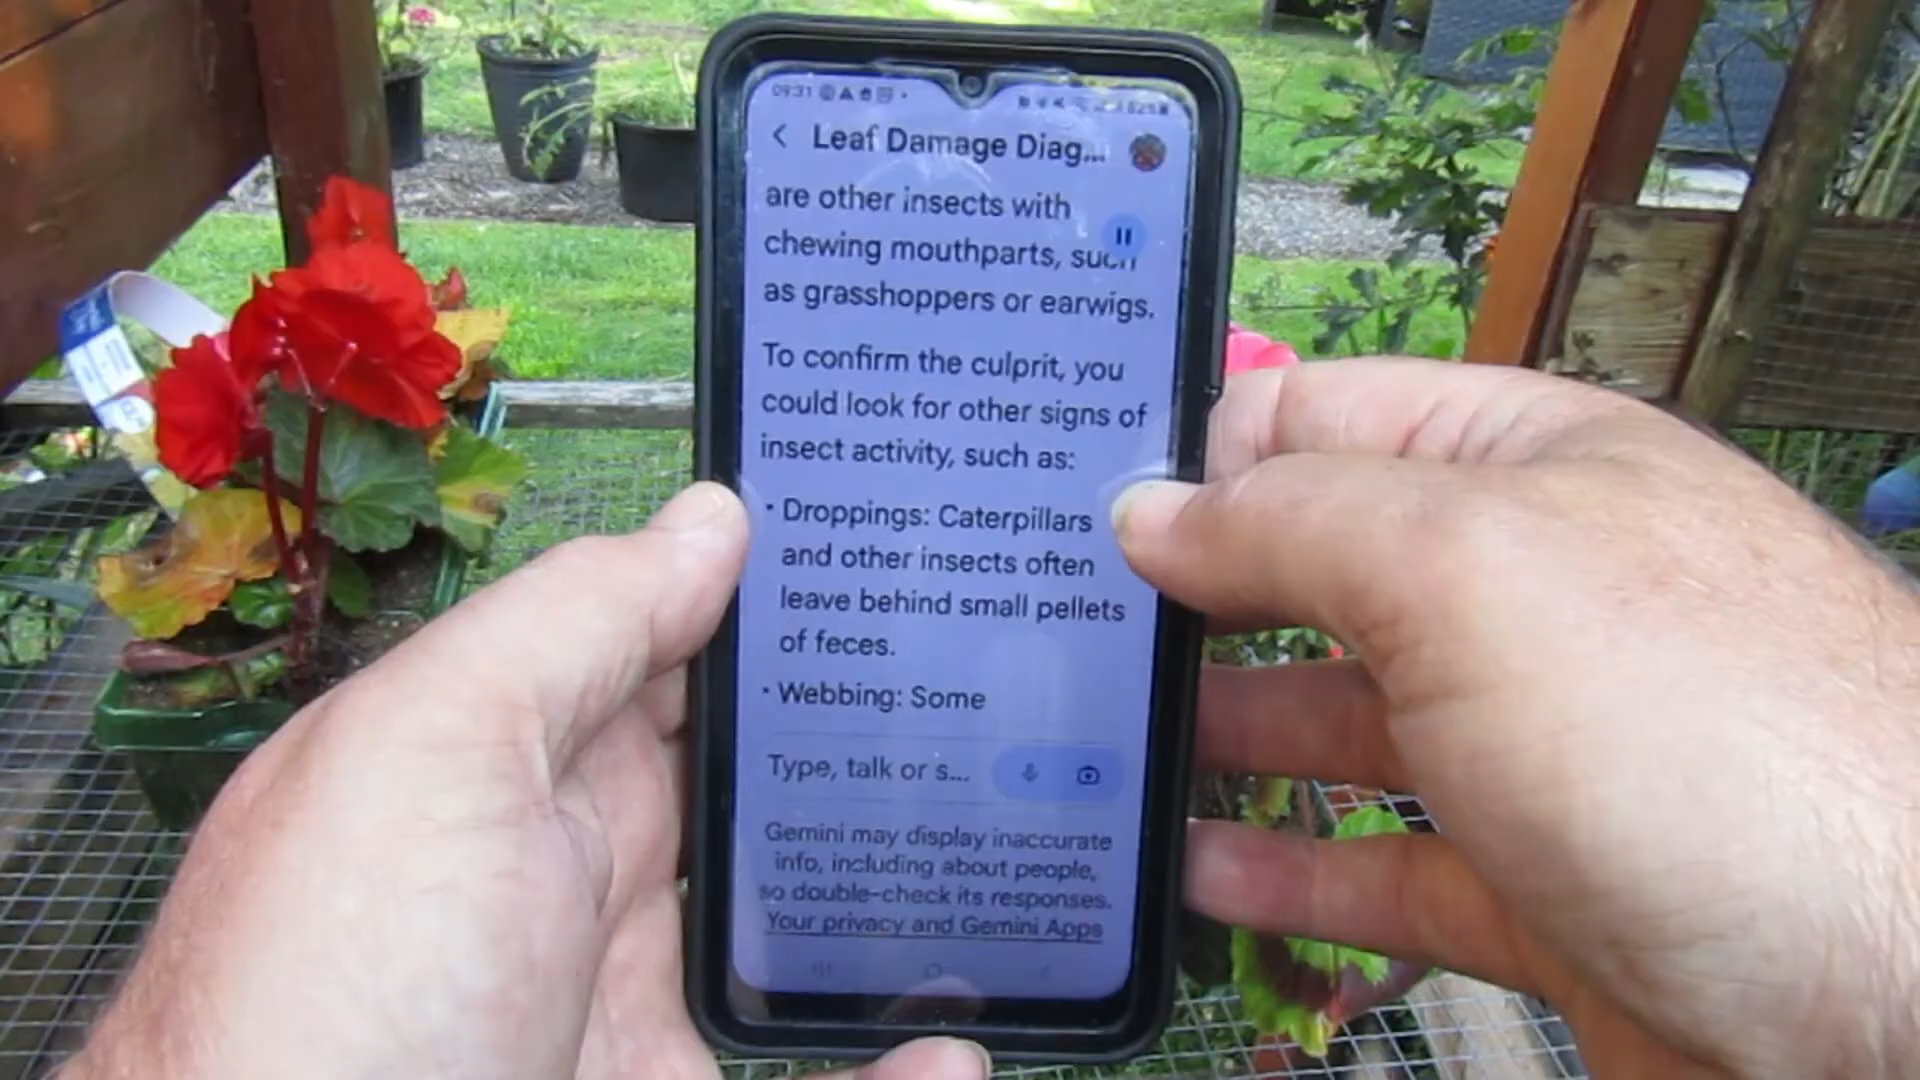 09:31
Leaf Damage Diag...
are other insects with
chewing mouthparts, such
as grasshoppers or earwigs.
To confirm the culprit, you
could look for other signs of
insect activity, such as:
• Droppings: Caterpillars
and other insects often
leave behind small pellets
of feces.
• Webbing: Some
Type, talk or s...
Gemini may display inaccurate
info, including about people,
so double-check its responses.
Your privacy and Gemini Apps